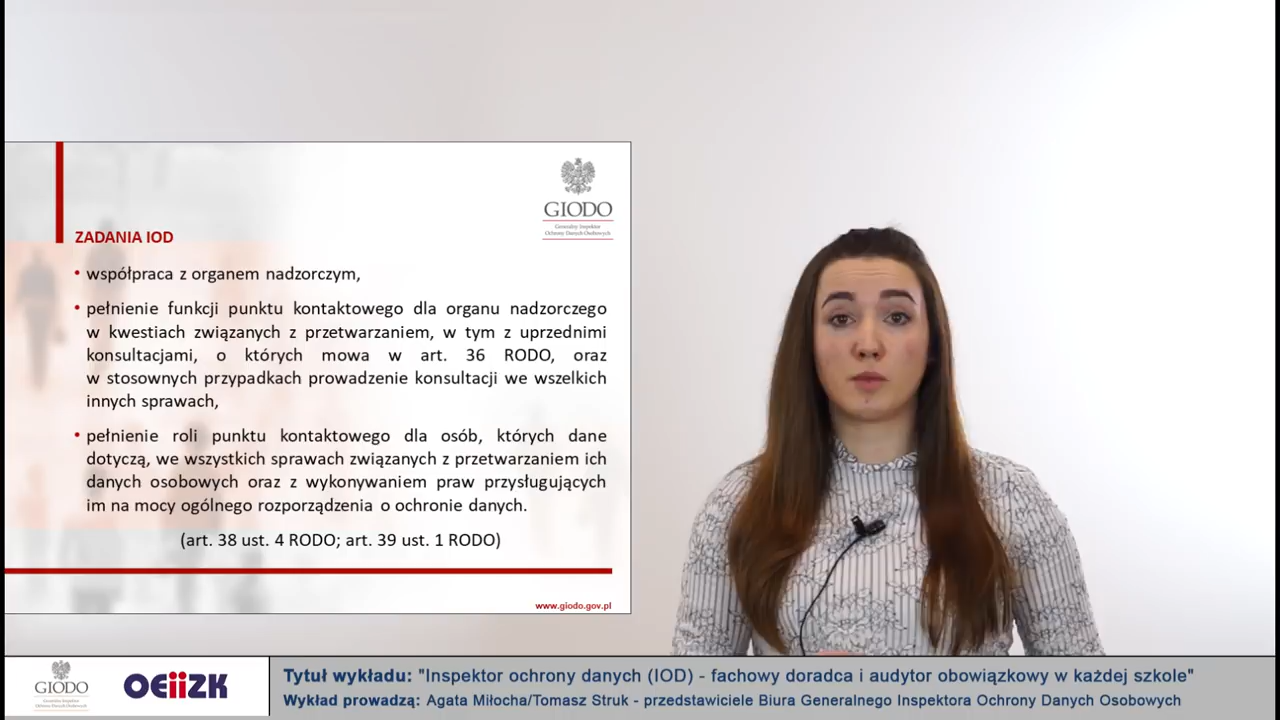 GIODO
Generalny Inspektor
Ochrony Danych Osobowych
ZADANIA IOD
• współpraca z organem nadzorczym,
• pełnienie funkcji punktu kontaktowego dla organu nadzorczego
w kwestiach związanych z przetwarzaniem, w tym z uprzednimi
konsultacjami, o których mowa w art. 36 RODO, oraz
w stosownych przypadkach prowadzenie konsultacji we wszelkich
innych sprawach,
• pełnienie roli punktu kontaktowego dla osób, których dane
dotyczą, we wszystkich sprawach związanych z przetwarzaniem ich
danych osobowych oraz z wykonywaniem praw przysługujących
im na mocy ogólnego rozporządzenia o ochronie danych.
(art. 38 ust. 4 RODO; art. 39 ust. 1 RODO)
www.giodo.gov.pl
GIODO
Generalny Inspektor
Ochrony Danych Osobowych
OEiiZK
Tytuł wykładu: "Inspektor ochrony danych (IOD) - fachowy doradca i audytor obowiązkowy w każdej szkole"
Wykład prowadzą: Agata Miłocha/Tomasz Struk - przedstawiciele Biura Generalnego Inspektora Ochrony Danych Osobowych